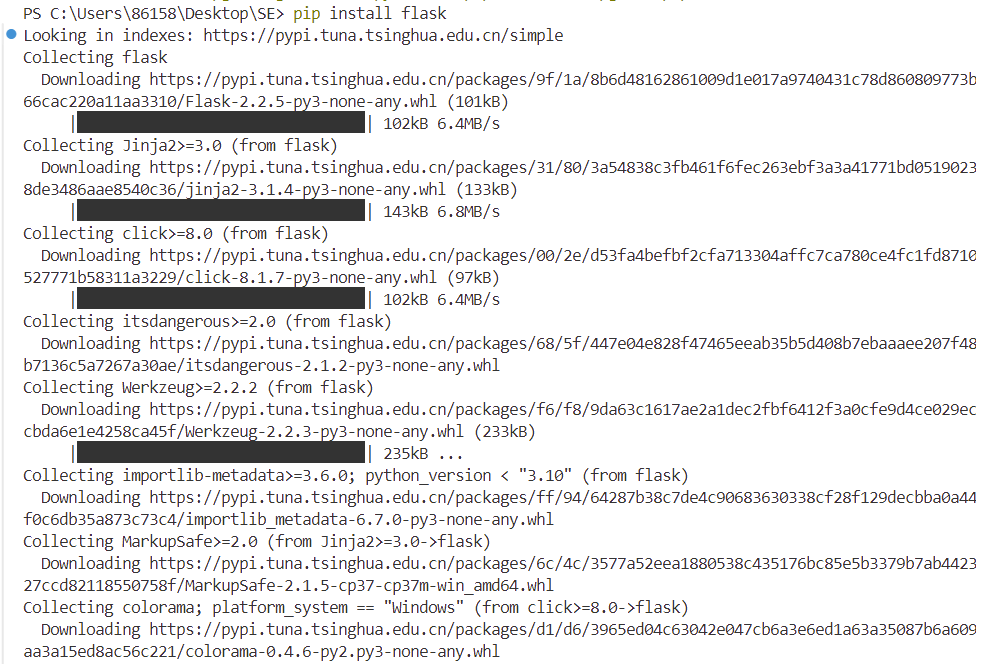 PS C:\Users\86158\Desktop\SE> pip install flask
Looking in indexes: https://pypi.tuna.tsinghua.edu.cn/simple
Collecting flask
Downloading https://pypi.tuna.tsinghua.edu.cn/packages/9f/1a/8b6d48162861009d1e017a9740431c78d860809773b
66cac220a11aa3310/Flask-2.2.5-py3-none-any.whl (101kB)
|████████████████████████████████| 102kB 6.4MB/s
Collecting Jinja2>=3.0 (from flask)
Downloading https://pypi.tuna.tsinghua.edu.cn/packages/31/80/3a54838c3fb461f6fec263ebf3a3a41771bd0519023
8de3486aae8540c36/jinja2-3.1.4-py3-none-any.whl (133kB)
|████████████████████████████████| 143kB 6.8MB/s
Collecting click>=8.0 (from flask)
Downloading https://pypi.tuna.tsinghua.edu.cn/packages/00/2e/d53fa4befbf2cfa713304affc7ca780ce4fc1fd8710
527771b58311a3229/click-8.1.7-py3-none-any.whl (97kB)
|████████████████████████████████| 102kB 6.4MB/s
Collecting itsdangerous>=2.0 (from flask)
Downloading https://pypi.tuna.tsinghua.edu.cn/packages/68/5f/447e04e828f47465eeab35b5d408b7ebaaaee207f48
b7136c5a7267a30ae/itsdangerous-2.1.2-py3-none-any.whl
Collecting Werkzeug>=2.2.2 (from flask)
Downloading https://pypi.tuna.tsinghua.edu.cn/packages/f6/f8/9da63c1617ae2a1dec2fbf6412f3a0cfe9d4ce029ec
cbda6e1e4258ca45f/Werkzeug-2.2.3-py3-none-any.whl (233kB)
|████████████████████████████████| 235kB ...
Collecting importlib-metadata>=3.6.0; python_version < "3.10" (from flask)
Downloading https://pypi.tuna.tsinghua.edu.cn/packages/ff/94/64287b38c7de4c90683630338cf28f129decbba0a44
f0c6db35a873c73c4/importlib_metadata-6.7.0-py3-none-any.whl
Collecting MarkupSafe>=2.0 (from Jinja2>=3.0->flask)
Downloading https://pypi.tuna.tsinghua.edu.cn/packages/6c/4c/3577a52eea1880538c435176bc85e5b3379b7ab4423
27ccd82118550758f/MarkupSafe-2.1.5-cp37-cp37m-win_amd64.whl
Collecting colorama; platform_system == "Windows" (from click>=8.0->flask)
Downloading https://pypi.tuna.tsinghua.edu.cn/packages/d1/d6/3965ed04c63042e047cb6a3e6ed1a63a35087b6a609
aa3a15ed8ac56c221/colorama-0.4.6-py2.py3-none-any.whl